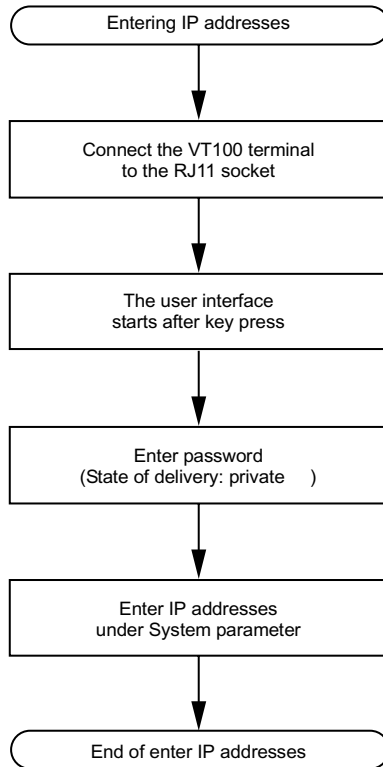 Entering IP addresses
Connect the VT100 terminal
to the RJ11 socket
The user interface
starts after key press
Enter password
(State of delivery: private )
Enter IP addresses
under System parameter
End of enter IP addresses